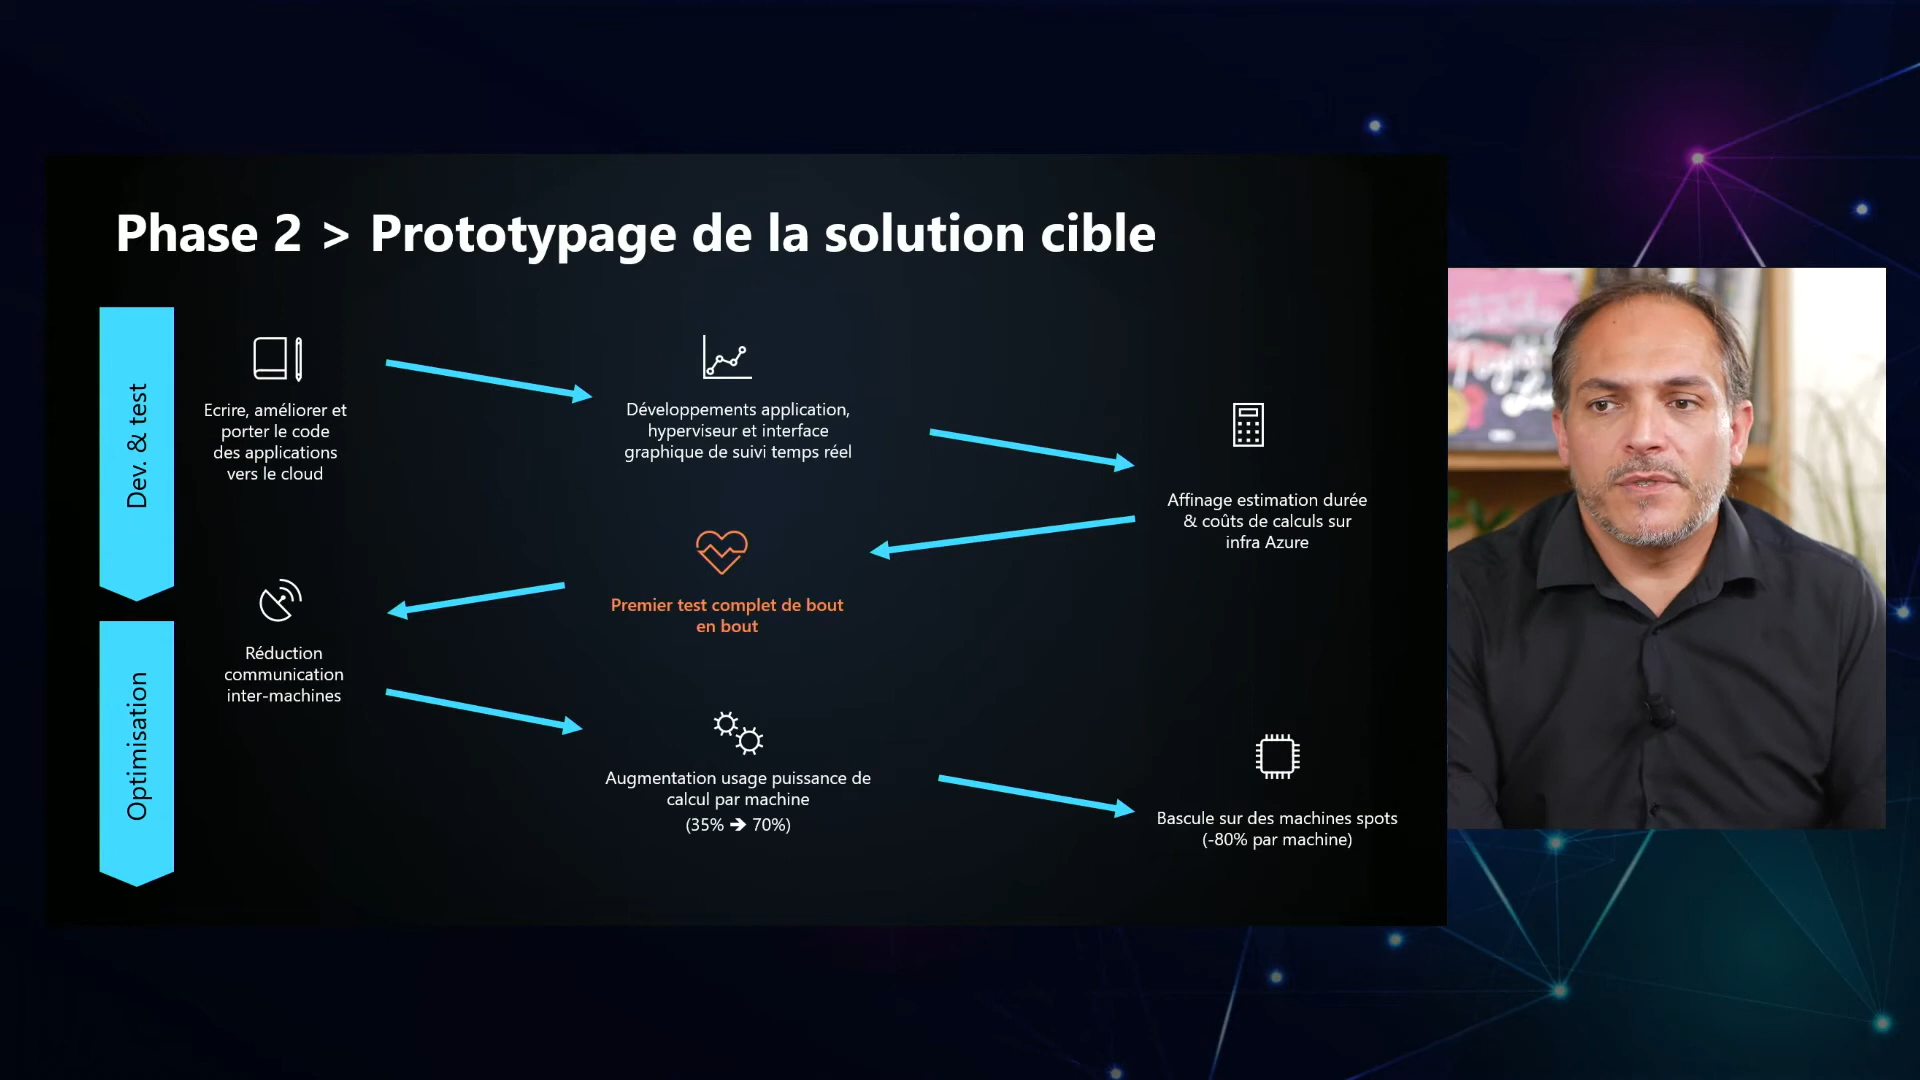 Phase 2 > Prototypage de la solution cible
Dev. & test
Ecrire, améliorer et
porter le code
des applications
vers le cloud
Développements application,
hyperviseur et interface
graphique de suivi temps réel
Affinage estimation durée
& coûts de calculs sur
infra Azure
Premier test complet de bout
en bout
Optimisation
Réduction
communication
inter-machines
Augmentation usage puissance de
calcul par machine
(35% ➔ 70%)
Bascule sur des machines spots
(-80% par machine)